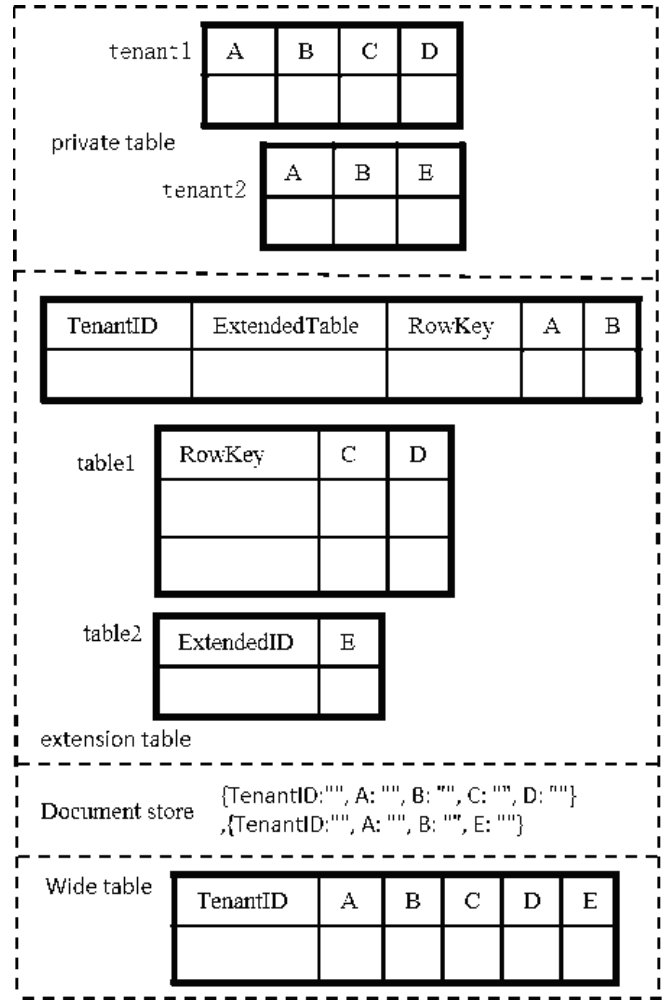 tenant1 A B C D
private table
tenant2 A B E
TenantID ExtendedTable RowKey A B
table1 RowKey C D
table2 ExtendedID E
extension table
Document store {TenantID:"", A: "", B: "", C: "", D: ""}
,{TenantID:"", A: "", B: "", E: ""}
Wide table TenantID A B C D E